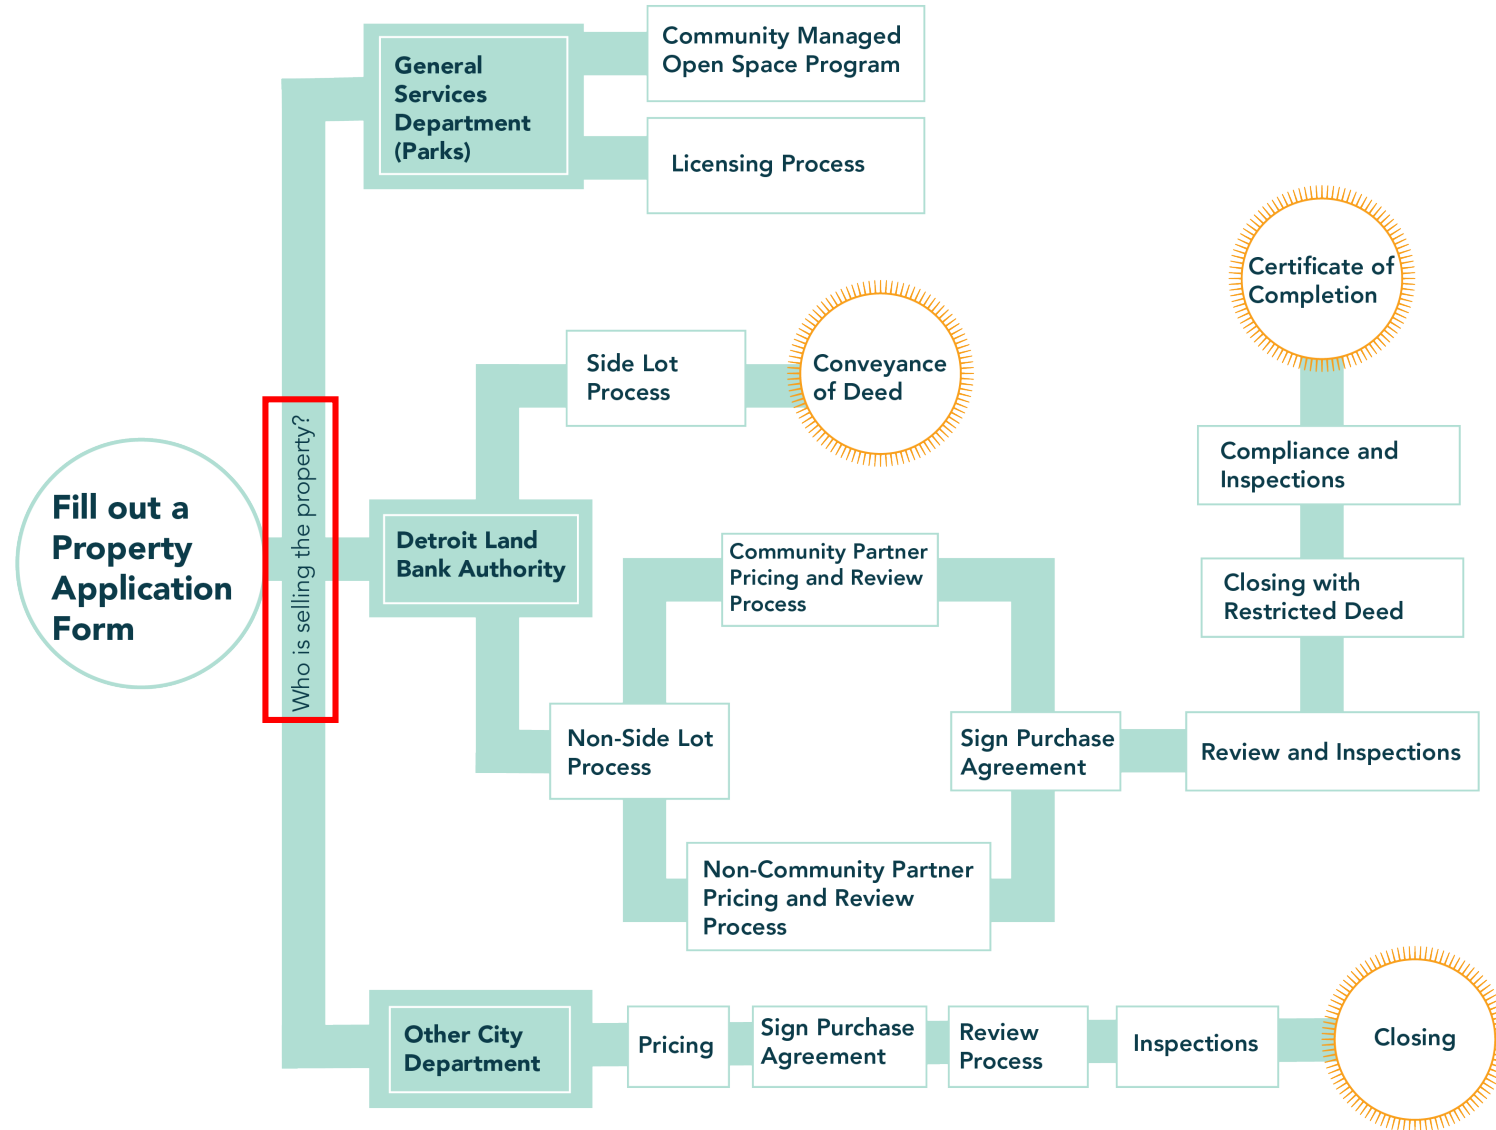 Fill out a
Property
Application
Form
Who is selling the property?
General
Services
Department
(Parks)
Community Managed
Open Space Program
Licensing Process
Detroit Land
Bank Authority
Side Lot
Process
Conveyance
of Deed
Non-Side Lot
Process
Community Partner
Pricing and Review
Process
Non-Community Partner
Pricing and Review
Process
Sign Purchase
Agreement
Review and Inspections
Closing with
Restricted Deed
Compliance and
Inspections
Certificate of
Completion
Other City
Department
Pricing
Sign Purchase
Agreement
Review
Process
Inspections
Closing